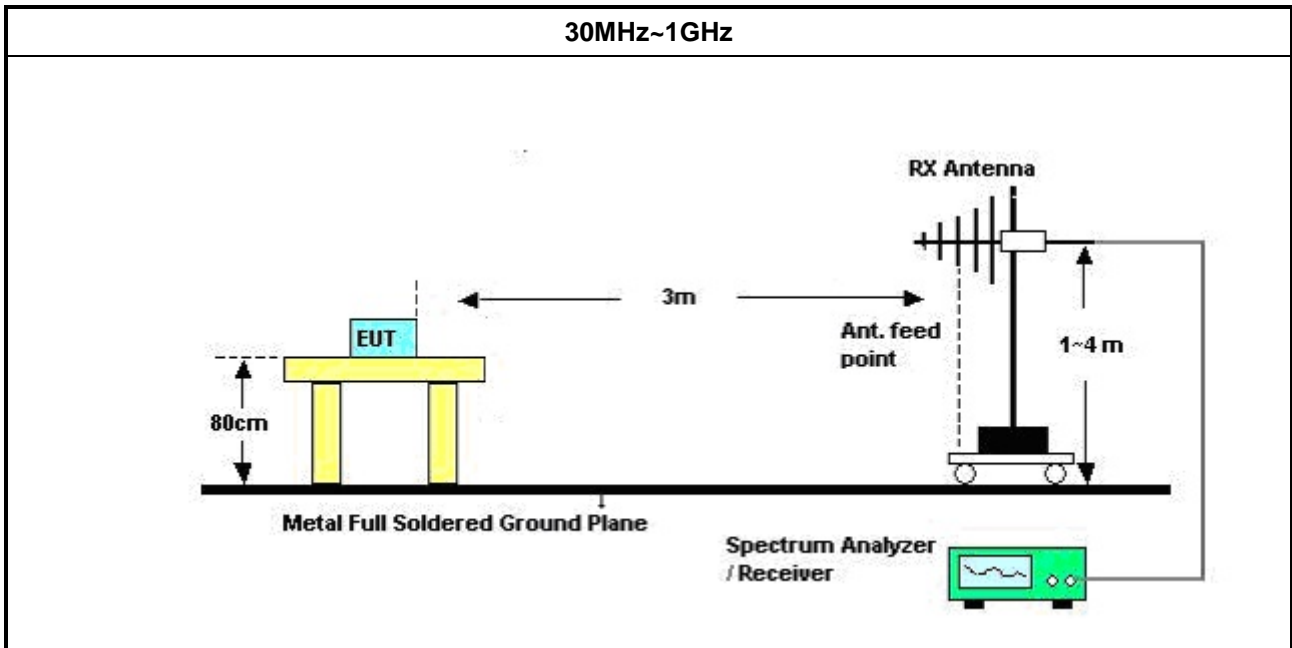 30MHz~1GHz
RX Antenna
3m
EUT
Ant. feed
point
1~4 m
80cm
Metal Full Soldered Ground Plane
Spectrum Analyzer
/ Receiver